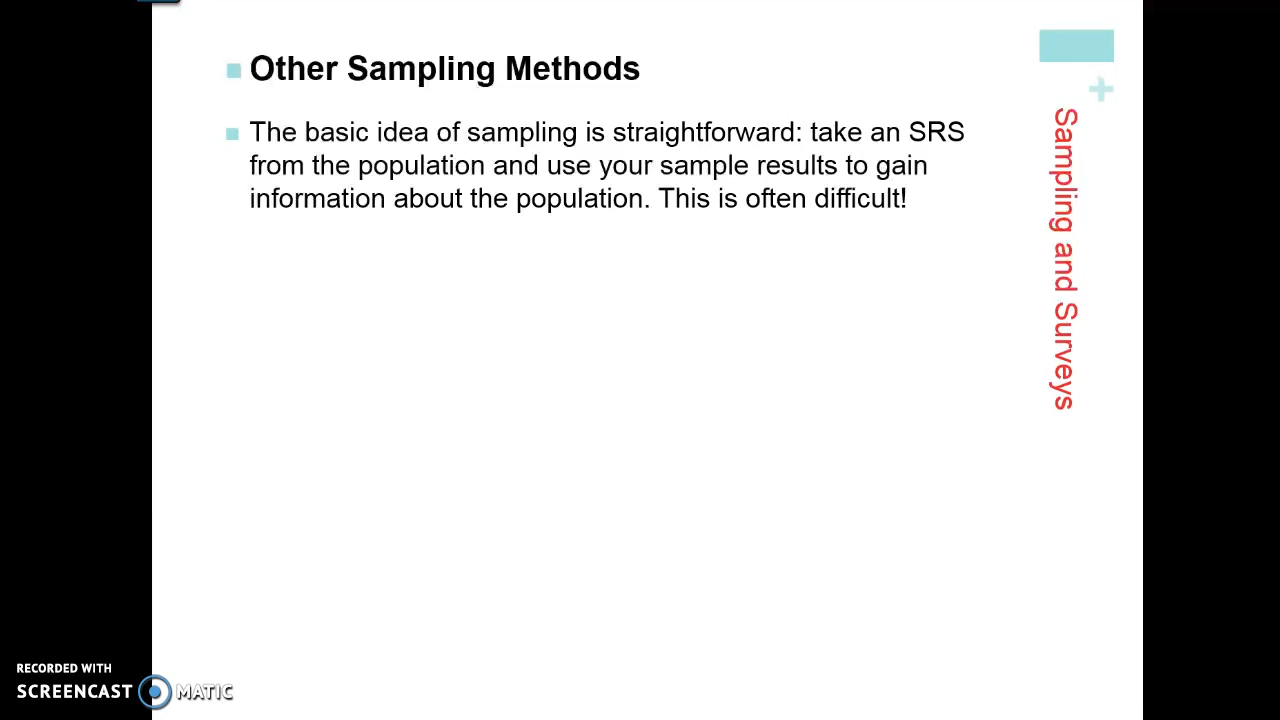 Other Sampling Methods
The basic idea of sampling is straightforward: take an SRS
from the population and use your sample results to gain
information about the population. This is often difficult!
+
Sampling and Surveys
RECORDED WITH
SCREENCAST MATIC